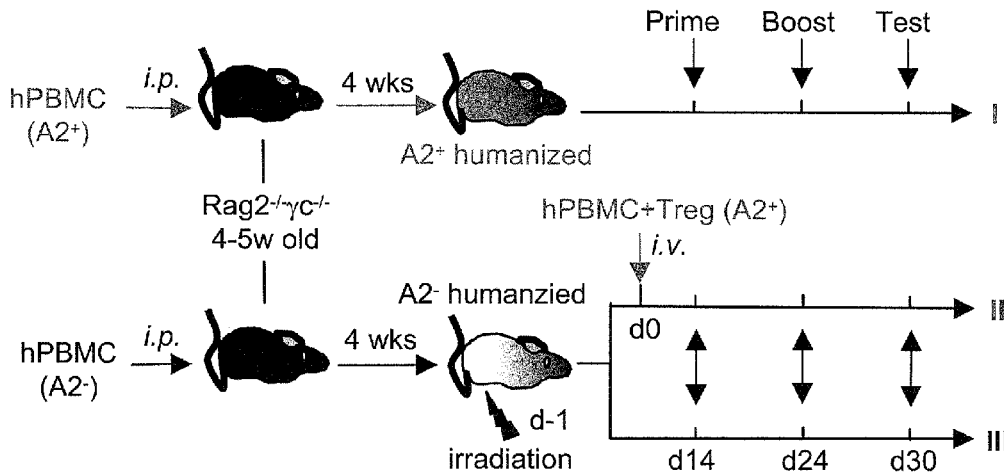 Prime Boost Test
hPBMC
(A2⁺)
i.p.
4 wks
A2⁺ humanized
I
Rag2⁻/⁻γc⁻/⁻
4-5w old
hPBMC+Treg (A2⁺)
i.v.
A2⁻ humanzied
d0
II
hPBMC
(A2⁻)
i.p.
4 wks
d-1
irradiation
d14 d24 d30